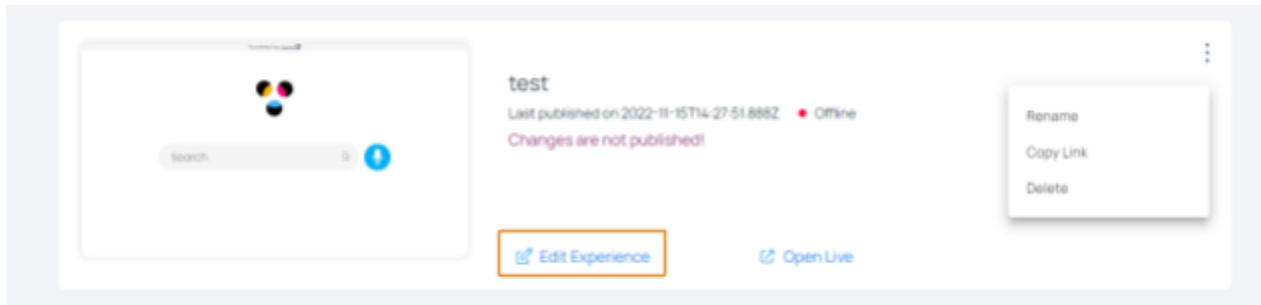 test
Last published on 2022-11-15T14:27:51.888Z Offline
Changes are not published!
Search
Edit Experience
Open Live
Rename
Copy Link
Delete